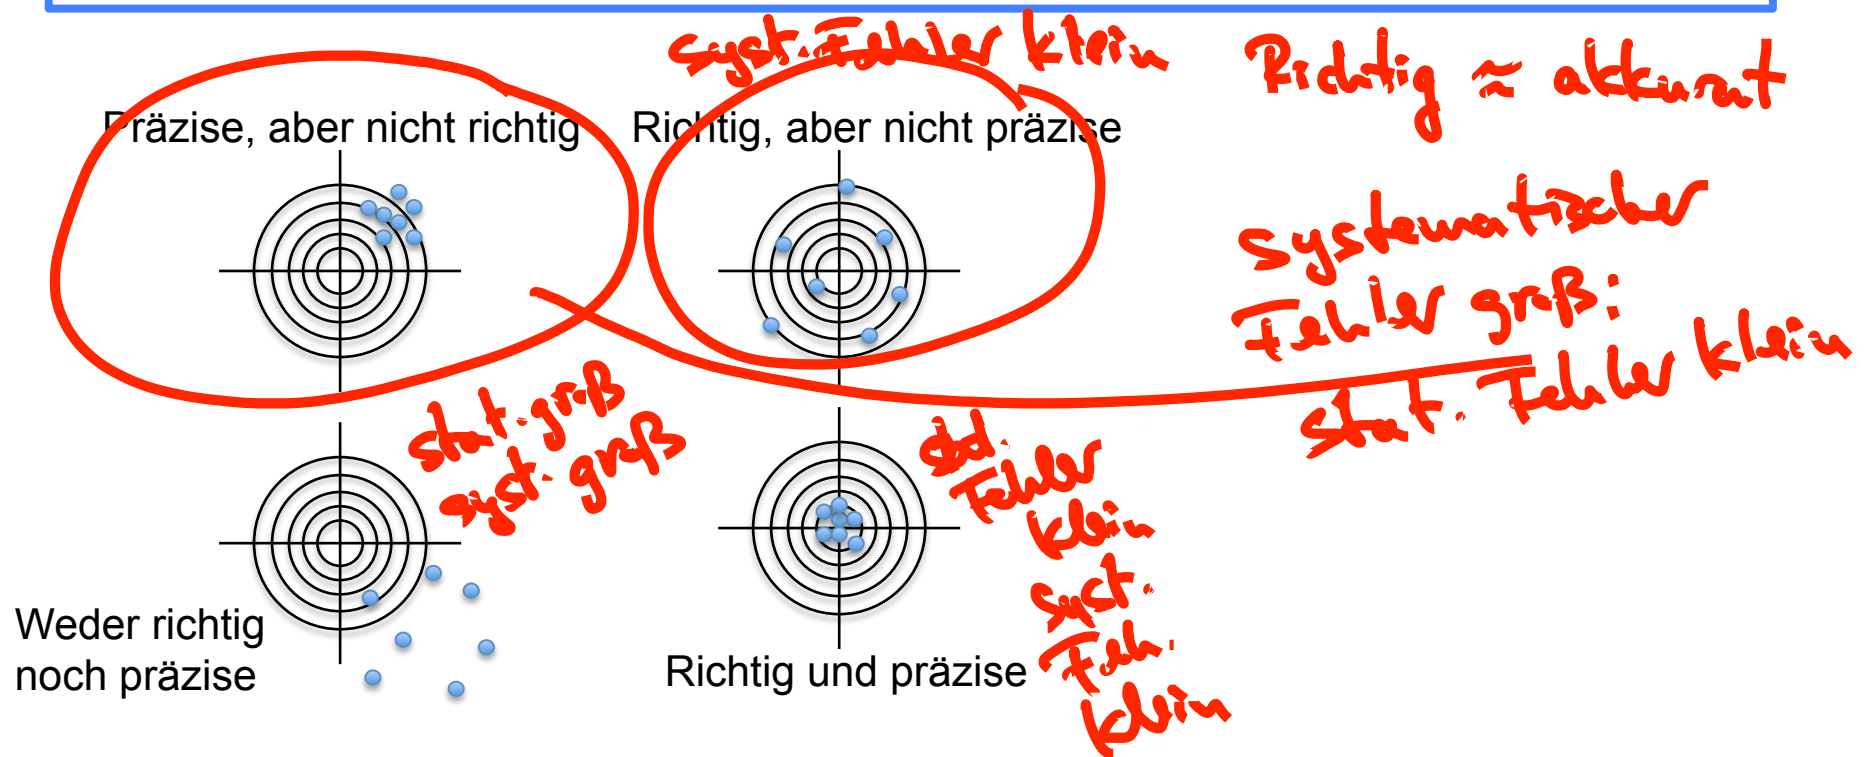 syst. Fehler klein
Richtig ≈ akkurat
Präzise, aber nicht richtig
Richtig, aber nicht präzise
systematischer
Fehler groß:
stat. Fehler klein
stat. groß
syst. groß
stat.
Fehler
klein
syst.
Feh.
klein
Weder richtig
noch präzise
Richtig und präzise